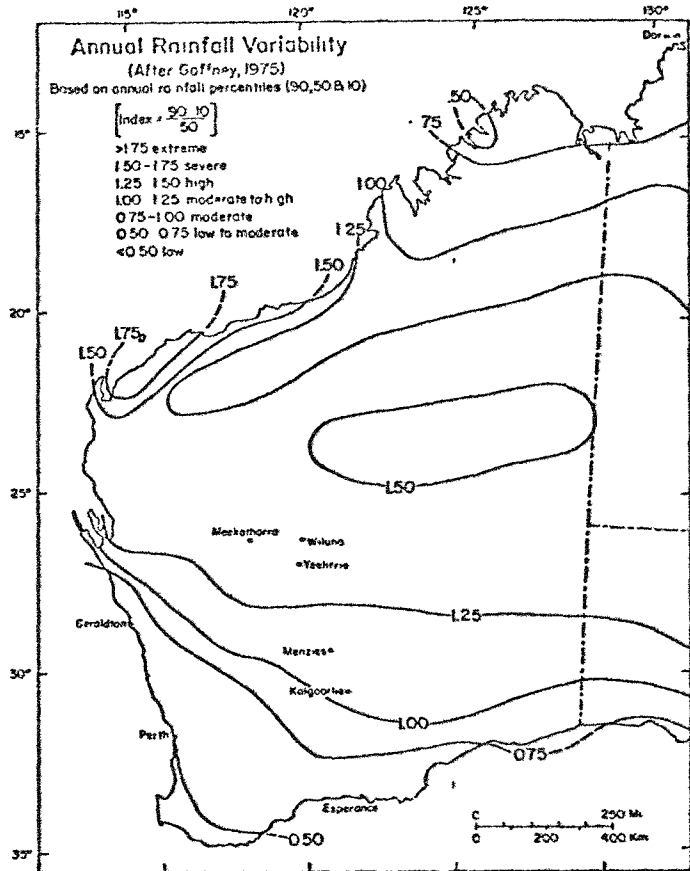 115° 120° 125° 130°
Annual Rainfall Variability
(After Gaffney, 1975)
Based on annual rainfall percentiles (90,50 & 10)
[Index = 90-10
50]
>1.75 extreme
1.50-1.75 severe
1.25 1.50 high
1.00 1.25 moderate to high
0.75-1.00 moderate
0.50 0.75 low to moderate
<0.50 low
Darwin
.50
.75
15°
1.00
1.25
1.50
1.75
20°
1.75
1.50
1.50
25°
Meekatharra
Wiluna
Yeelirrie
1.25
Geraldton
Menzies
30°
Kalgoorlie
1.00
Perth
0.75
Esperance
0 250 Mi.
0 200 400 Km.
0.50
35°